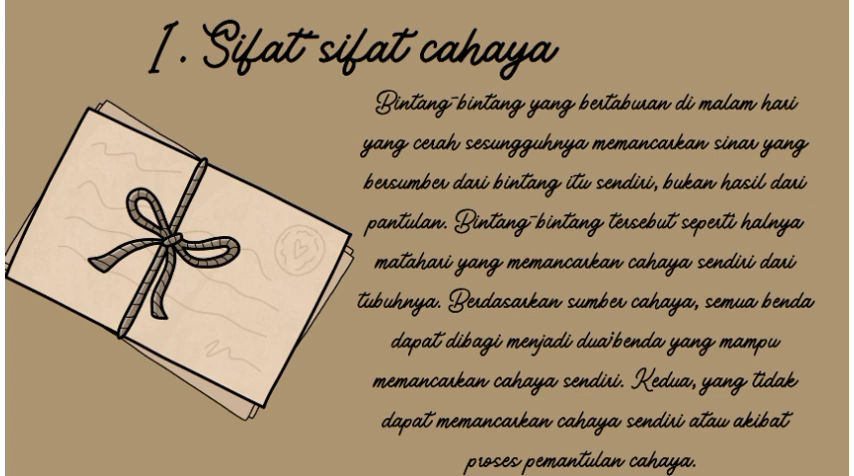 1. Sifat sifat cahaya
Bintang-bintang yang bertaburan di malam hari
yang cerah sesungguhnya memancarkan sinar yang
bersumber dari bintang itu sendiri, bukan hasil dari
pantulan. Bintang-bintang tersebut seperti halnya
matahari yang memancarkan cahaya sendiri dari
tubuhnya. Berdasarkan sumber cahaya, semua benda
dapat dibagi menjadi dua:benda yang mampu
memancarkan cahaya sendiri. Kedua, yang tidak
dapat memancarkan cahaya sendiri atau akibat
proses pemantulan cahaya.